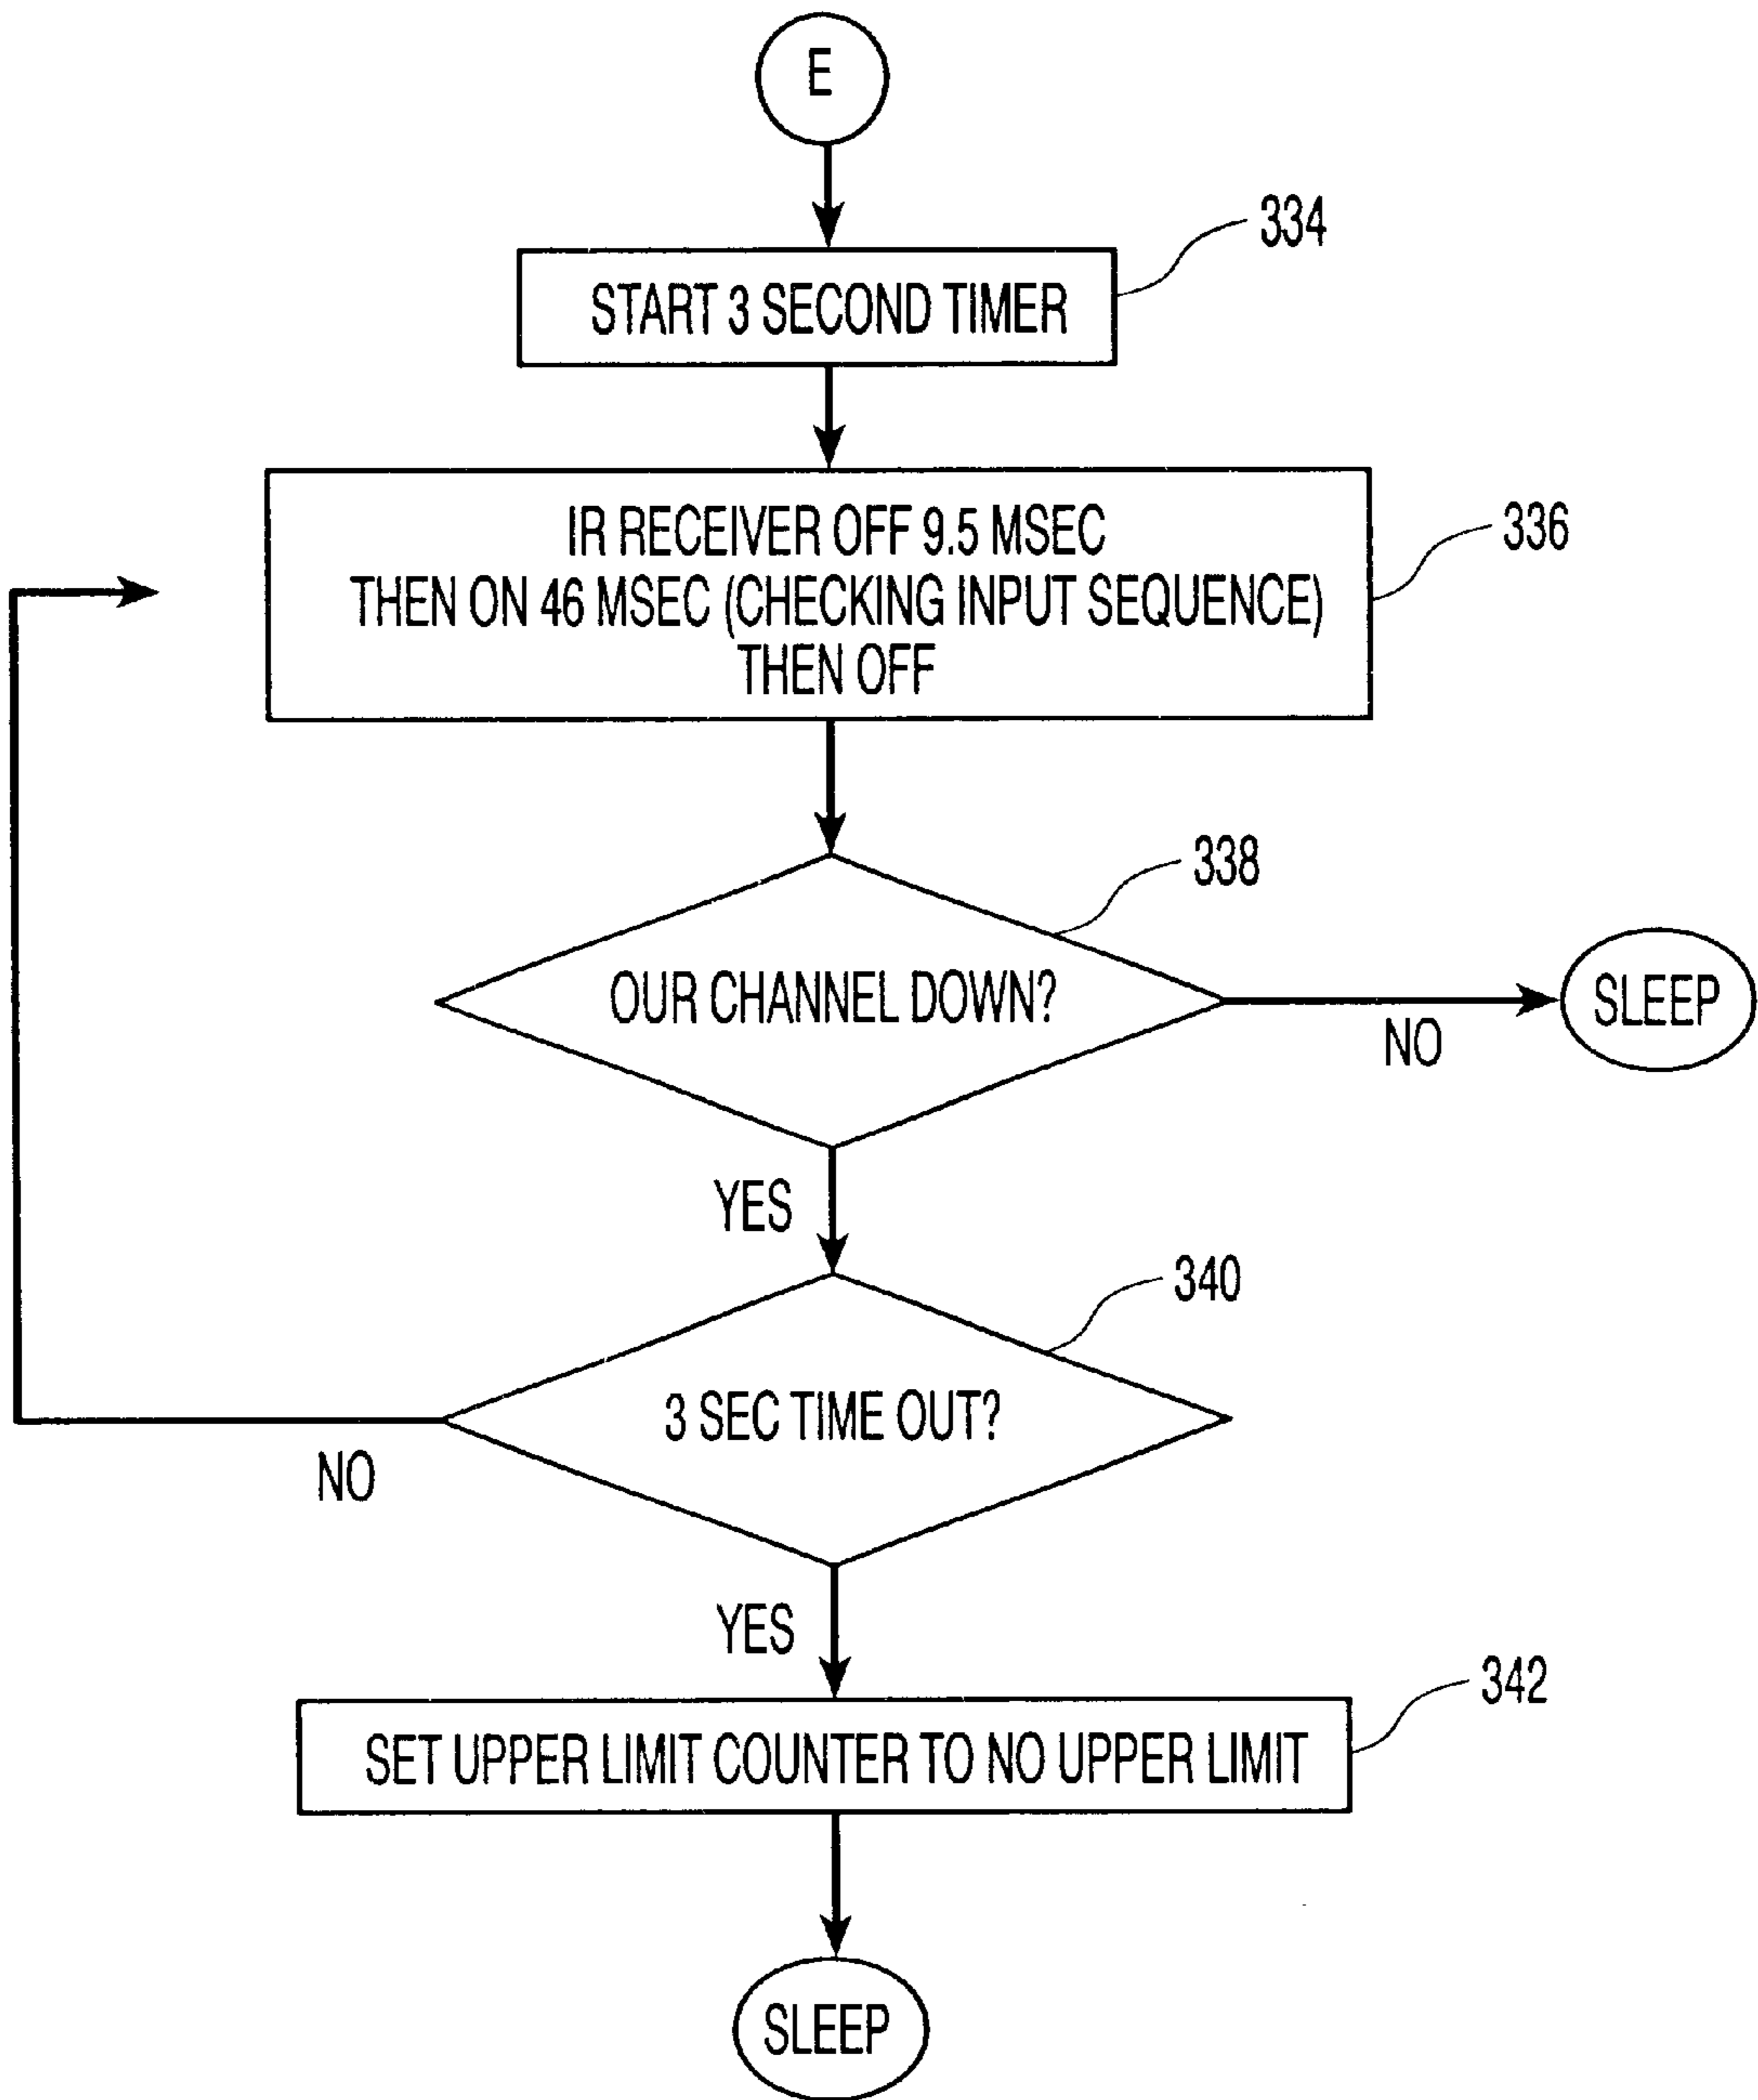 E
334
START 3 SECOND TIMER
336
IR RECEIVER OFF 9.5 MSEC
THEN ON 46 MSEC (CHECKING INPUT SEQUENCE)
THEN OFF
338
OUR CHANNEL DOWN?
SLEEP
NO
YES
340
3 SEC TIME OUT?
NO
YES
342
SET UPPER LIMIT COUNTER TO NO UPPER LIMIT
SLEEP